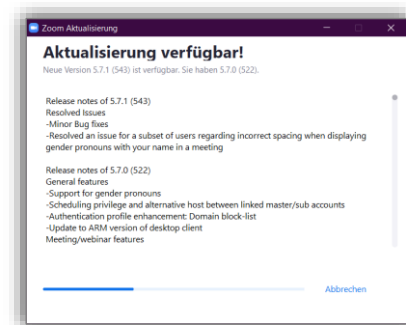 Zoom Aktualisierung
Aktualisierung verfügbar!
Neue Version 5.7.1 (543) ist verfügbar. Sie haben 5.7.0 (522).
Release notes of 5.7.1 (543)
Resolved Issues
-Minor Bug fixes
-Resolved an issue for a subset of users regarding incorrect spacing when displaying
gender pronouns with your name in a meeting
Release notes of 5.7.0 (522)
General features
-Support for gender pronouns
-Scheduling privilege and alternative host between linked master/sub accounts
-Authentication profile enhancement: Domain block-list
-Update to ARM version of desktop client
Meeting/webinar features
Abbrechen